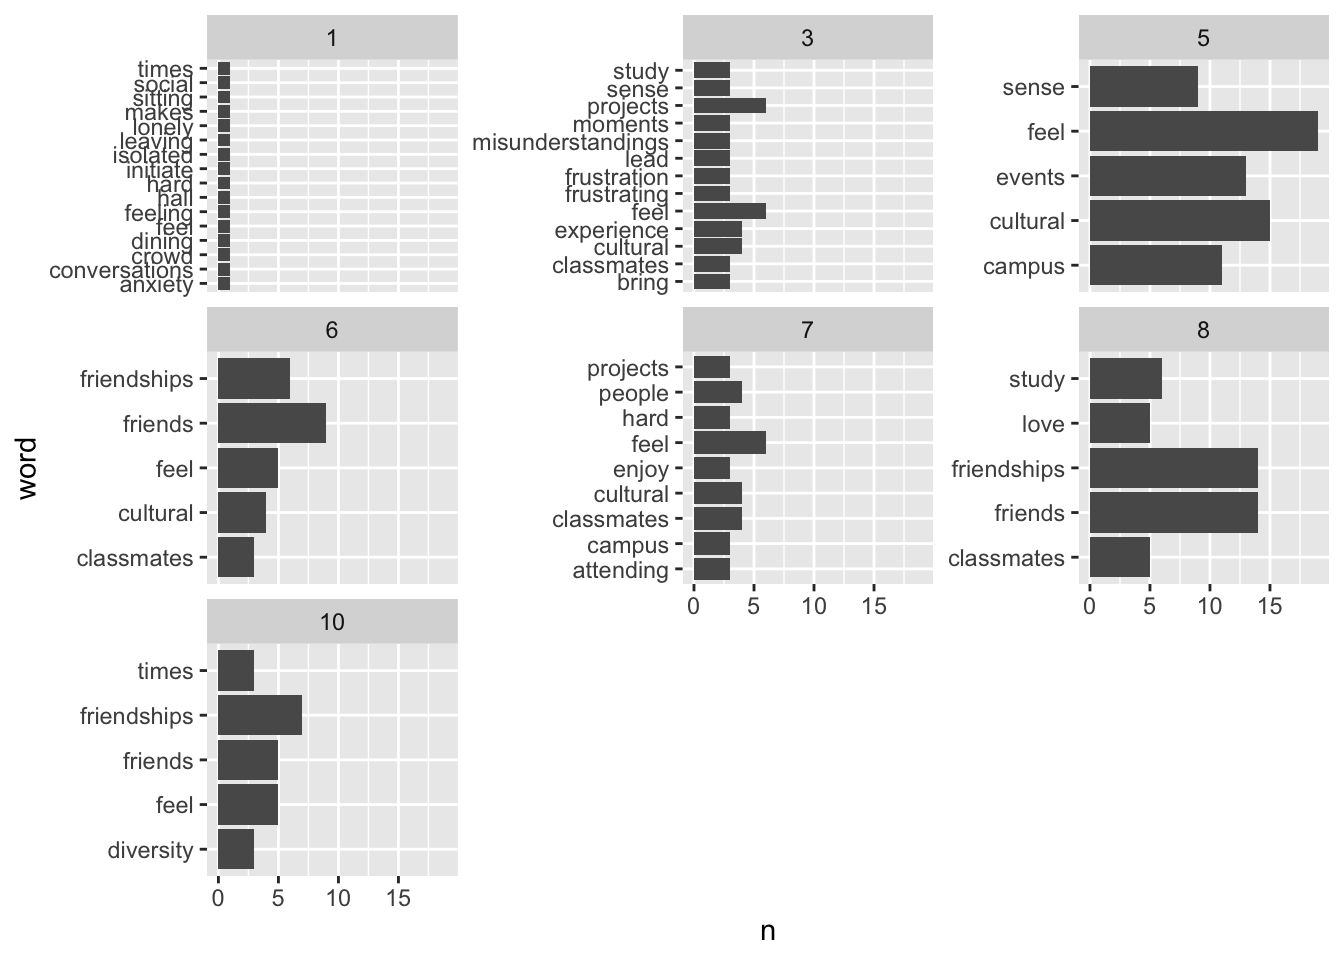 1
times
social
sitting
makes
lonely
leaving
isolated
initiate
hard
hall
feeling
feel
dining
crowd
conversations
anxiety
3
study
sense
projects
moments
misunderstandings
lead
frustration
frustrating
feel
experience
cultural
classmates
bring
5
sense
feel
events
cultural
campus
6
friendships
friends
feel
cultural
classmates
7
projects
people
hard
feel
enjoy
cultural
classmates
campus
attending
0 5 10 15
8
study
love
friendships
friends
classmates
0 5 10 15
10
times
friendships
friends
feel
diversity
0 5 10 15
word
n